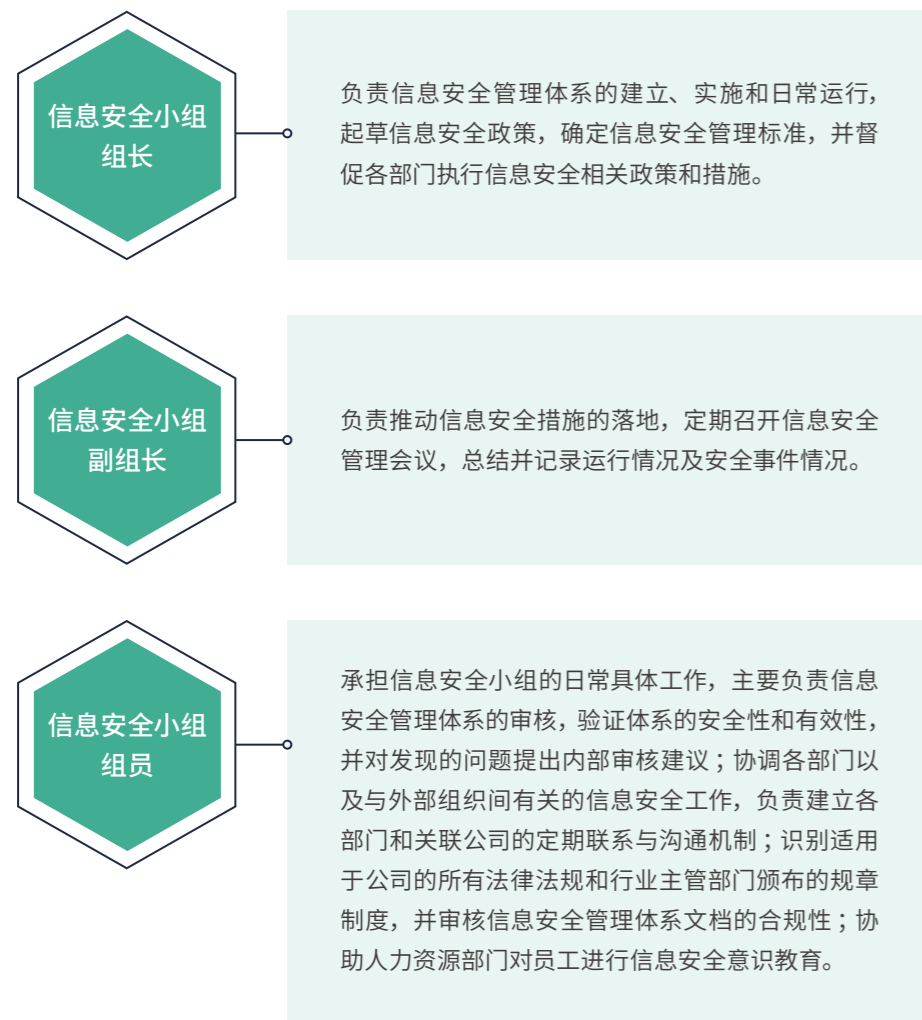 信息安全小组
组长
负责信息安全管理体系的建立、实施和日常运行，
起草信息安全政策，确定信息安全管理标准，并督
促各部门执行信息安全相关政策和措施。
信息安全小组
副组长
负责推动信息安全措施的落地，定期召开信息安全
管理会议，总结并记录运行情况及安全事件情况。
信息安全小组
组员
承担信息安全小组的日常具体工作，主要负责信息
安全管理体系的审核，验证体系的安全性和有效性，
并对发现的问题提出内部审核建议；协调各部门以
及与外部组织间有关的信息安全工作，负责建立各
部门和关联公司的定期联系与沟通机制；识别适用
于公司的所有法律法规和行业主管部门颁布的规章
制度，并审核信息安全管理体系文档的合规性；协
助人力资源部门对员工进行信息安全意识教育。